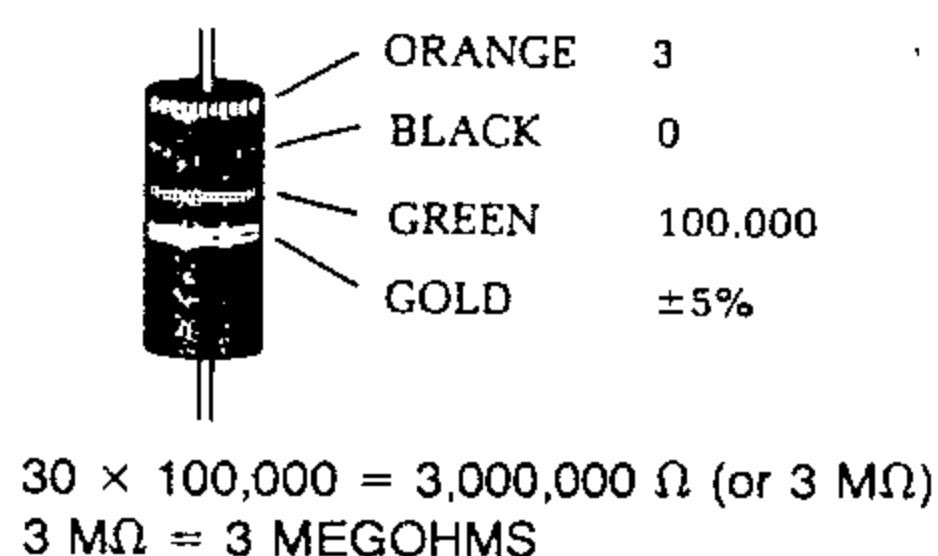 ORANGE 3
BLACK 0
GREEN 100.000
GOLD ±5%
30 × 100,000 = 3,000,000 Ω (or 3 MΩ)
3 MΩ = 3 MEGOHMS